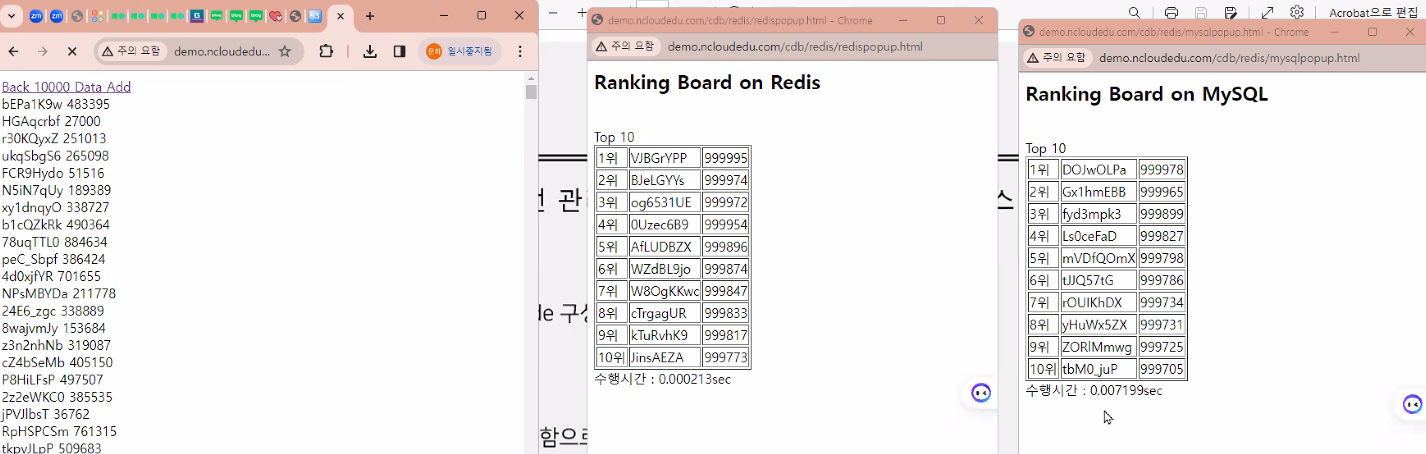 주의 요함 demo.ncloudedu... 문희 일시중지됨
Back 10000 Data Add
bEPa1K9w 483395
HGAqcrbf 27000
r30KQyxZ 251013
ukqSbgS6 265098
FCR9Hydo 51516
N5iN7qUy 189389
xy1dnqyO 338727
b1cQZkRk 490364
78uqTTL0 884634
peC_Sbpf 386424
4d0xjfYR 701655
NPsMBYDa 211778
24E6_zgc 338889
8wajvmJy 153684
z3n2nhNb 319087
cZ4bSeMb 405150
P8HiLFsP 497507
2z2eWKC0 385535
jPVJlbsT 36762
RpHSPCSm 761315
tkpvJLpP 509683
demo.ncloudedu.com/cdb/redis/redispopup.html - Chrome
주의 요함 demo.ncloudedu.com/cdb/redis/redispopup.html
Ranking Board on Redis
Top 10
1위 VJBGrYPP 999995
2위 BJeLGYYs 999974
3위 og6531UE 999972
4위 0Uzec6B9 999954
5위 AfLUDBZX 999896
6위 WZdBL9jo 999874
7위 W8OgKKwc 999847
8위 cTrgagUR 999833
9위 kTuRvhK9 999817
10위 JinsAEZA 999773
수행시간 : 0.000213sec
Acrobat으로 편집
demo.ncloudedu.com/cdb/redis/mysqlpopup.html - Chrome
주의 요함 demo.ncloudedu.com/cdb/redis/mysqlpopup.html
Ranking Board on MySQL
Top 10
1위 DOJwOLPa 999978
2위 Gx1hmEBB 999965
3위 fyd3mpk3 999899
4위 Ls0ceFaD 999827
5위 mVDfQOmX 999798
6위 tJJQ57tG 999786
7위 rOUIKhDX 999734
8위 yHuWx5ZX 999731
9위 ZORlMmwg 999725
10위 tbM0_juP 999705
수행시간 : 0.007199sec